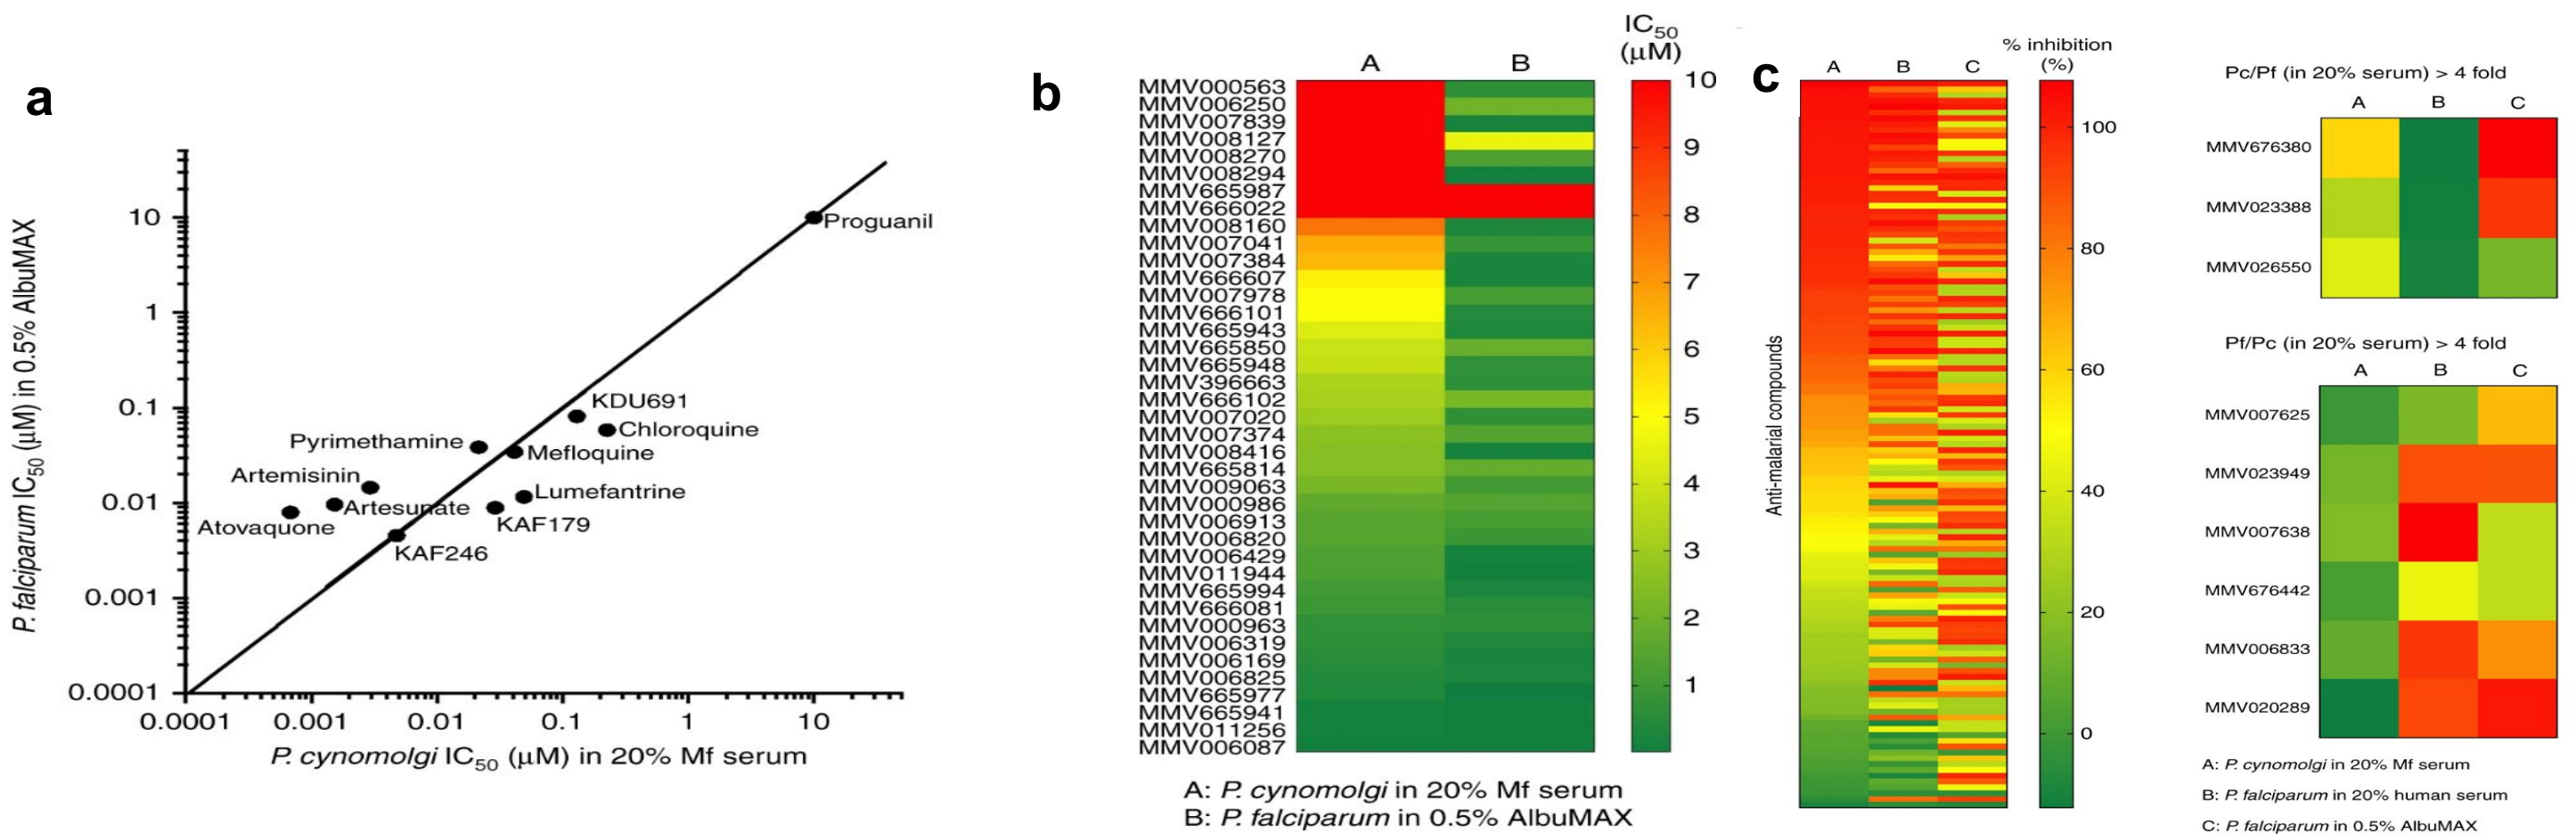 a
P. falciparum IC50 (μM) in 0.5% AlbuMAX
10
1
0.1
0.01
0.001
0.0001
Proguanil
KDU691
Chloroquine
Pyrimethamine
Mefloquine
Artemisinin
Lumefantrine
Artesunate
KAF179
Atovaquone
KAF246
0.0001 0.001 0.01 0.1 1 10
P. cynomolgi IC50 (μM) in 20% Mf serum
b
IC50
(μM)
A B
MMV000563
MMV006250
MMV007839
MMV008127
MMV008270
MMV008294
MMV665987
MMV666022
MMV008160
MMV007041
MMV007384
MMV666607
MMV007978
MMV666101
MMV665943
MMV665850
MMV665948
MMV396663
MMV666102
MMV007020
MMV007374
MMV008416
MMV665814
MMV009063
MMV000986
MMV006913
MMV006820
MMV006429
MMV011944
MMV665994
MMV666081
MMV000963
MMV006319
MMV006169
MMV006825
MMV665977
MMV665941
MMV011256
MMV006087
10
9
8
7
6
5
4
3
2
1
A: P. cynomolgi in 20% Mf serum
B: P. falciparum in 0.5% AlbuMAX
c
% inhibition
(%)
A B C
Anti-malarial compounds
100
80
60
40
20
0
Pc/Pf (in 20% serum) > 4 fold
A B C
MMV676380
MMV023388
MMV026550
Pf/Pc (in 20% serum) > 4 fold
A B C
MMV007625
MMV023949
MMV007638
MMV676442
MMV006833
MMV020289
A: P. cynomolgi in 20% Mf serum
B: P. falciparum in 20% human serum
C: P. falciparum in 0.5% AlbuMAX